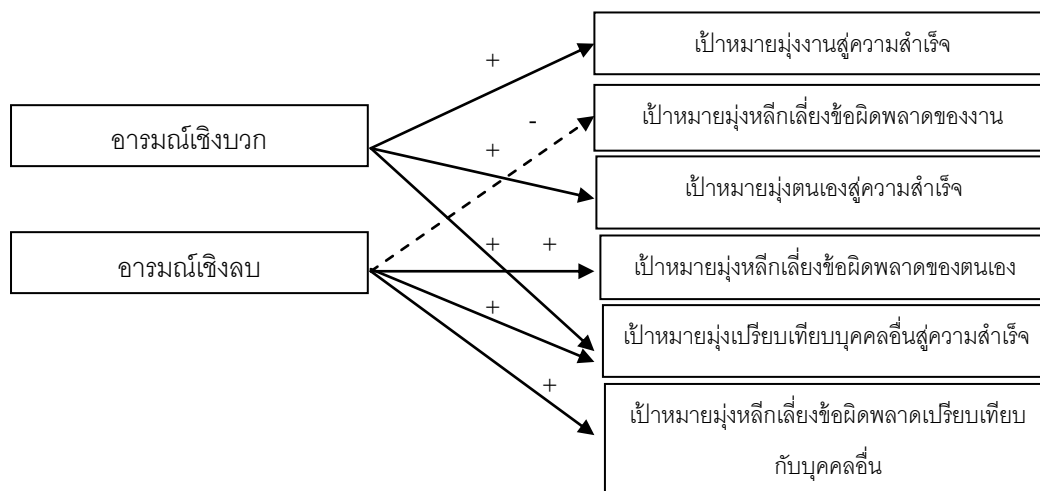 เป้าหมายมุ่งงานสู่ความสำเร็จ
+
เป้าหมายมุ่งหลีกเลี่ยงข้อผิดพลาดของงาน
-
อารมณ์เชิงบวก
+
เป้าหมายมุ่งตนเองสู่ความสำเร็จ
อารมณ์เชิงลบ
+ +
เป้าหมายมุ่งหลีกเลี่ยงข้อผิดพลาดของตนเอง
+
เป้าหมายมุ่งเปรียบเทียบบุคคลอื่นสู่ความสำเร็จ
+
เป้าหมายมุ่งหลีกเลี่ยงข้อผิดพลาดเปรียบเทียบ
กับบุคคลอื่น